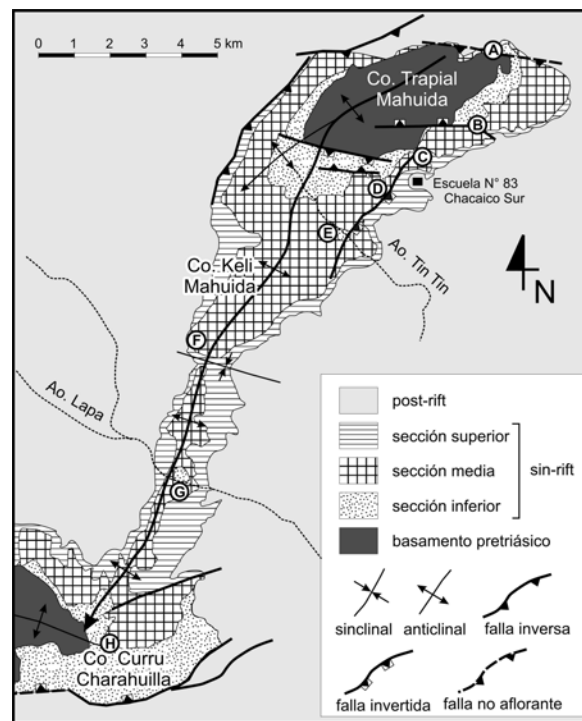 0 1 2 3 4 5 km
A
Co. Trapial
Mahuida
B
C
Escuela N° 83
Chacaico Sur
D
E
Ao. Tin Tin
N
Co. Keli
Mahuida
F
Ao. Lapa
G
H
Co Curru
Charahuilla
post-rift
sección superior
sección media
sin-rift
sección inferior
basamento pretriásico
sinclinal
anticlinal
falla inversa
falla invertida
falla no aflorante